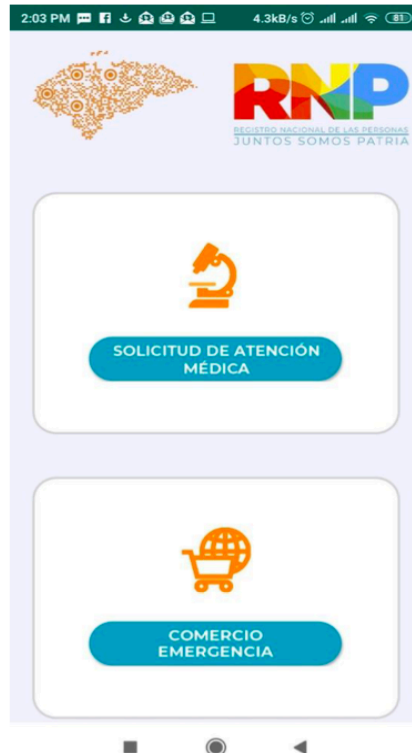 2:03 PM 4.3kB/s 81
RNP
REGISTRO NACIONAL DE LAS PERSONAS
JUNTOS SOMOS PATRIA
SOLICITUD DE ATENCIÓN
MÉDICA
COMERCIO
EMERGENCIA